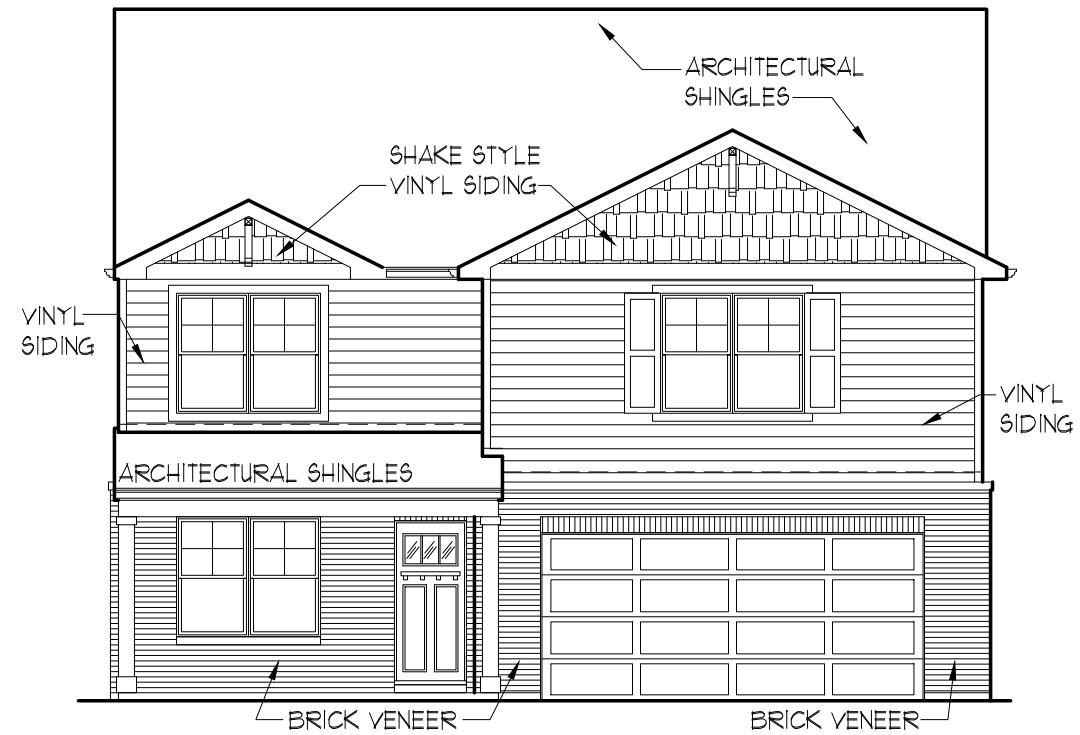 ARCHITECTURAL
SHINGLES
SHAKE STYLE
VINYL SIDING
VINYL
SIDING
VINYL
SIDING
ARCHITECTURAL SHINGLES
BRICK VENEER
BRICK VENEER